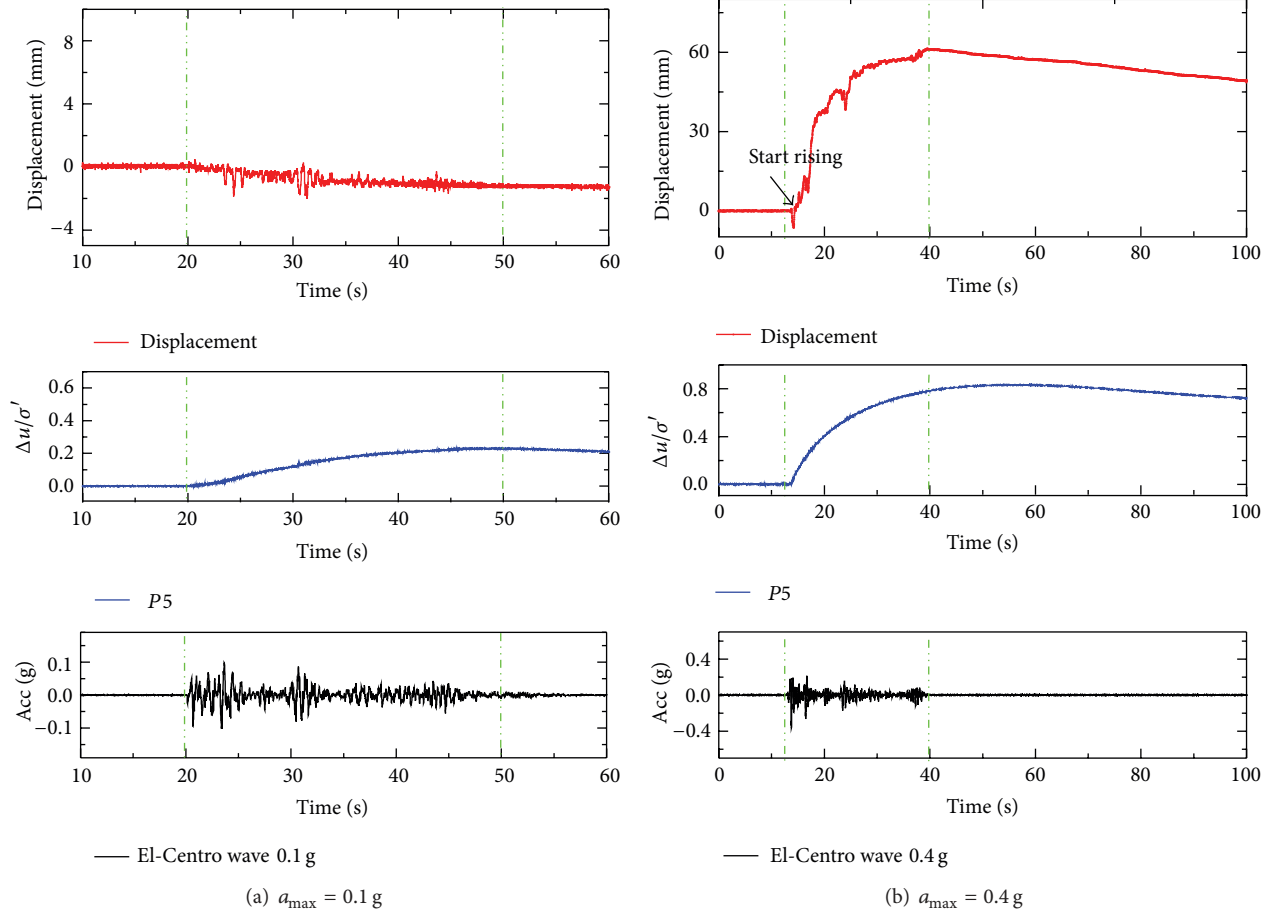 Displacement (mm)
8
4
0
−4
10 20 30 40 50 60
Time (s)
Displacement
Δu/σ′
0.6
0.4
0.2
0.0
10 20 30 40 50 60
Time (s)
P5
Acc (g)
0.1
0.0
−0.1
10 20 30 40 50 60
Time (s)
El-Centro wave 0.1 g
(a) a_max = 0.1 g
Displacement (mm)
60
30
0
Start rising
0 20 40 60 80 100
Time (s)
Displacement
Δu/σ′
0.8
0.4
0.0
0 20 40 60 80 100
Time (s)
P5
Acc (g)
0.4
0.0
−0.4
0 20 40 60 80 100
Time (s)
El-Centro wave 0.4 g
(b) a_max = 0.4 g